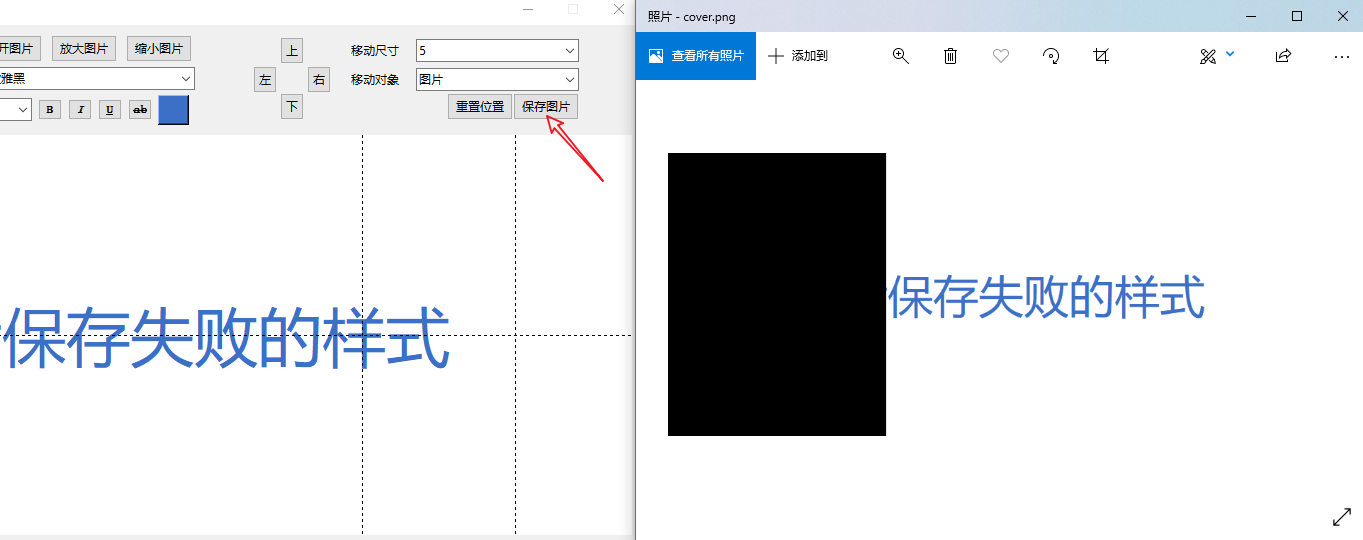 照片 - cover.png
开图片 放大图片 缩小图片
上
移动尺寸 5
雅黑
左 右
移动对象 图片
B I U ab
下
重置位置 保存图片
保存失败的样式
查看所有照片 添加到
保存失败的样式